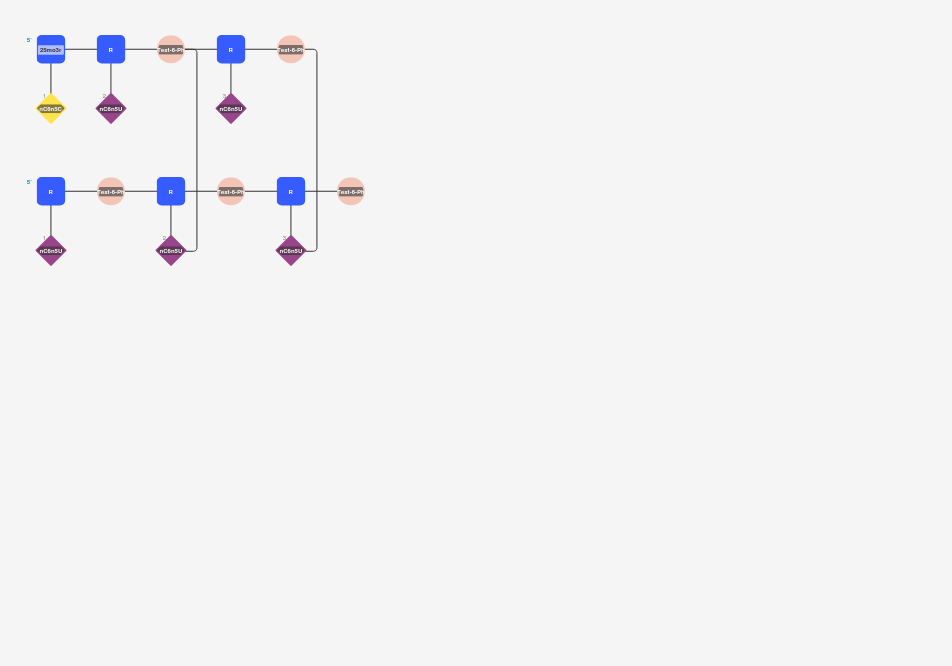 5'
25mo3r R Test-6-Ph R Test-6-Ph
1 2 3
nC6n5C nC6n5U nC6n5U
5'
R Test-6-Ph R Test-6-Ph R Test-6-Ph
1 2 3
nC6n5U nC6n5U nC6n5U